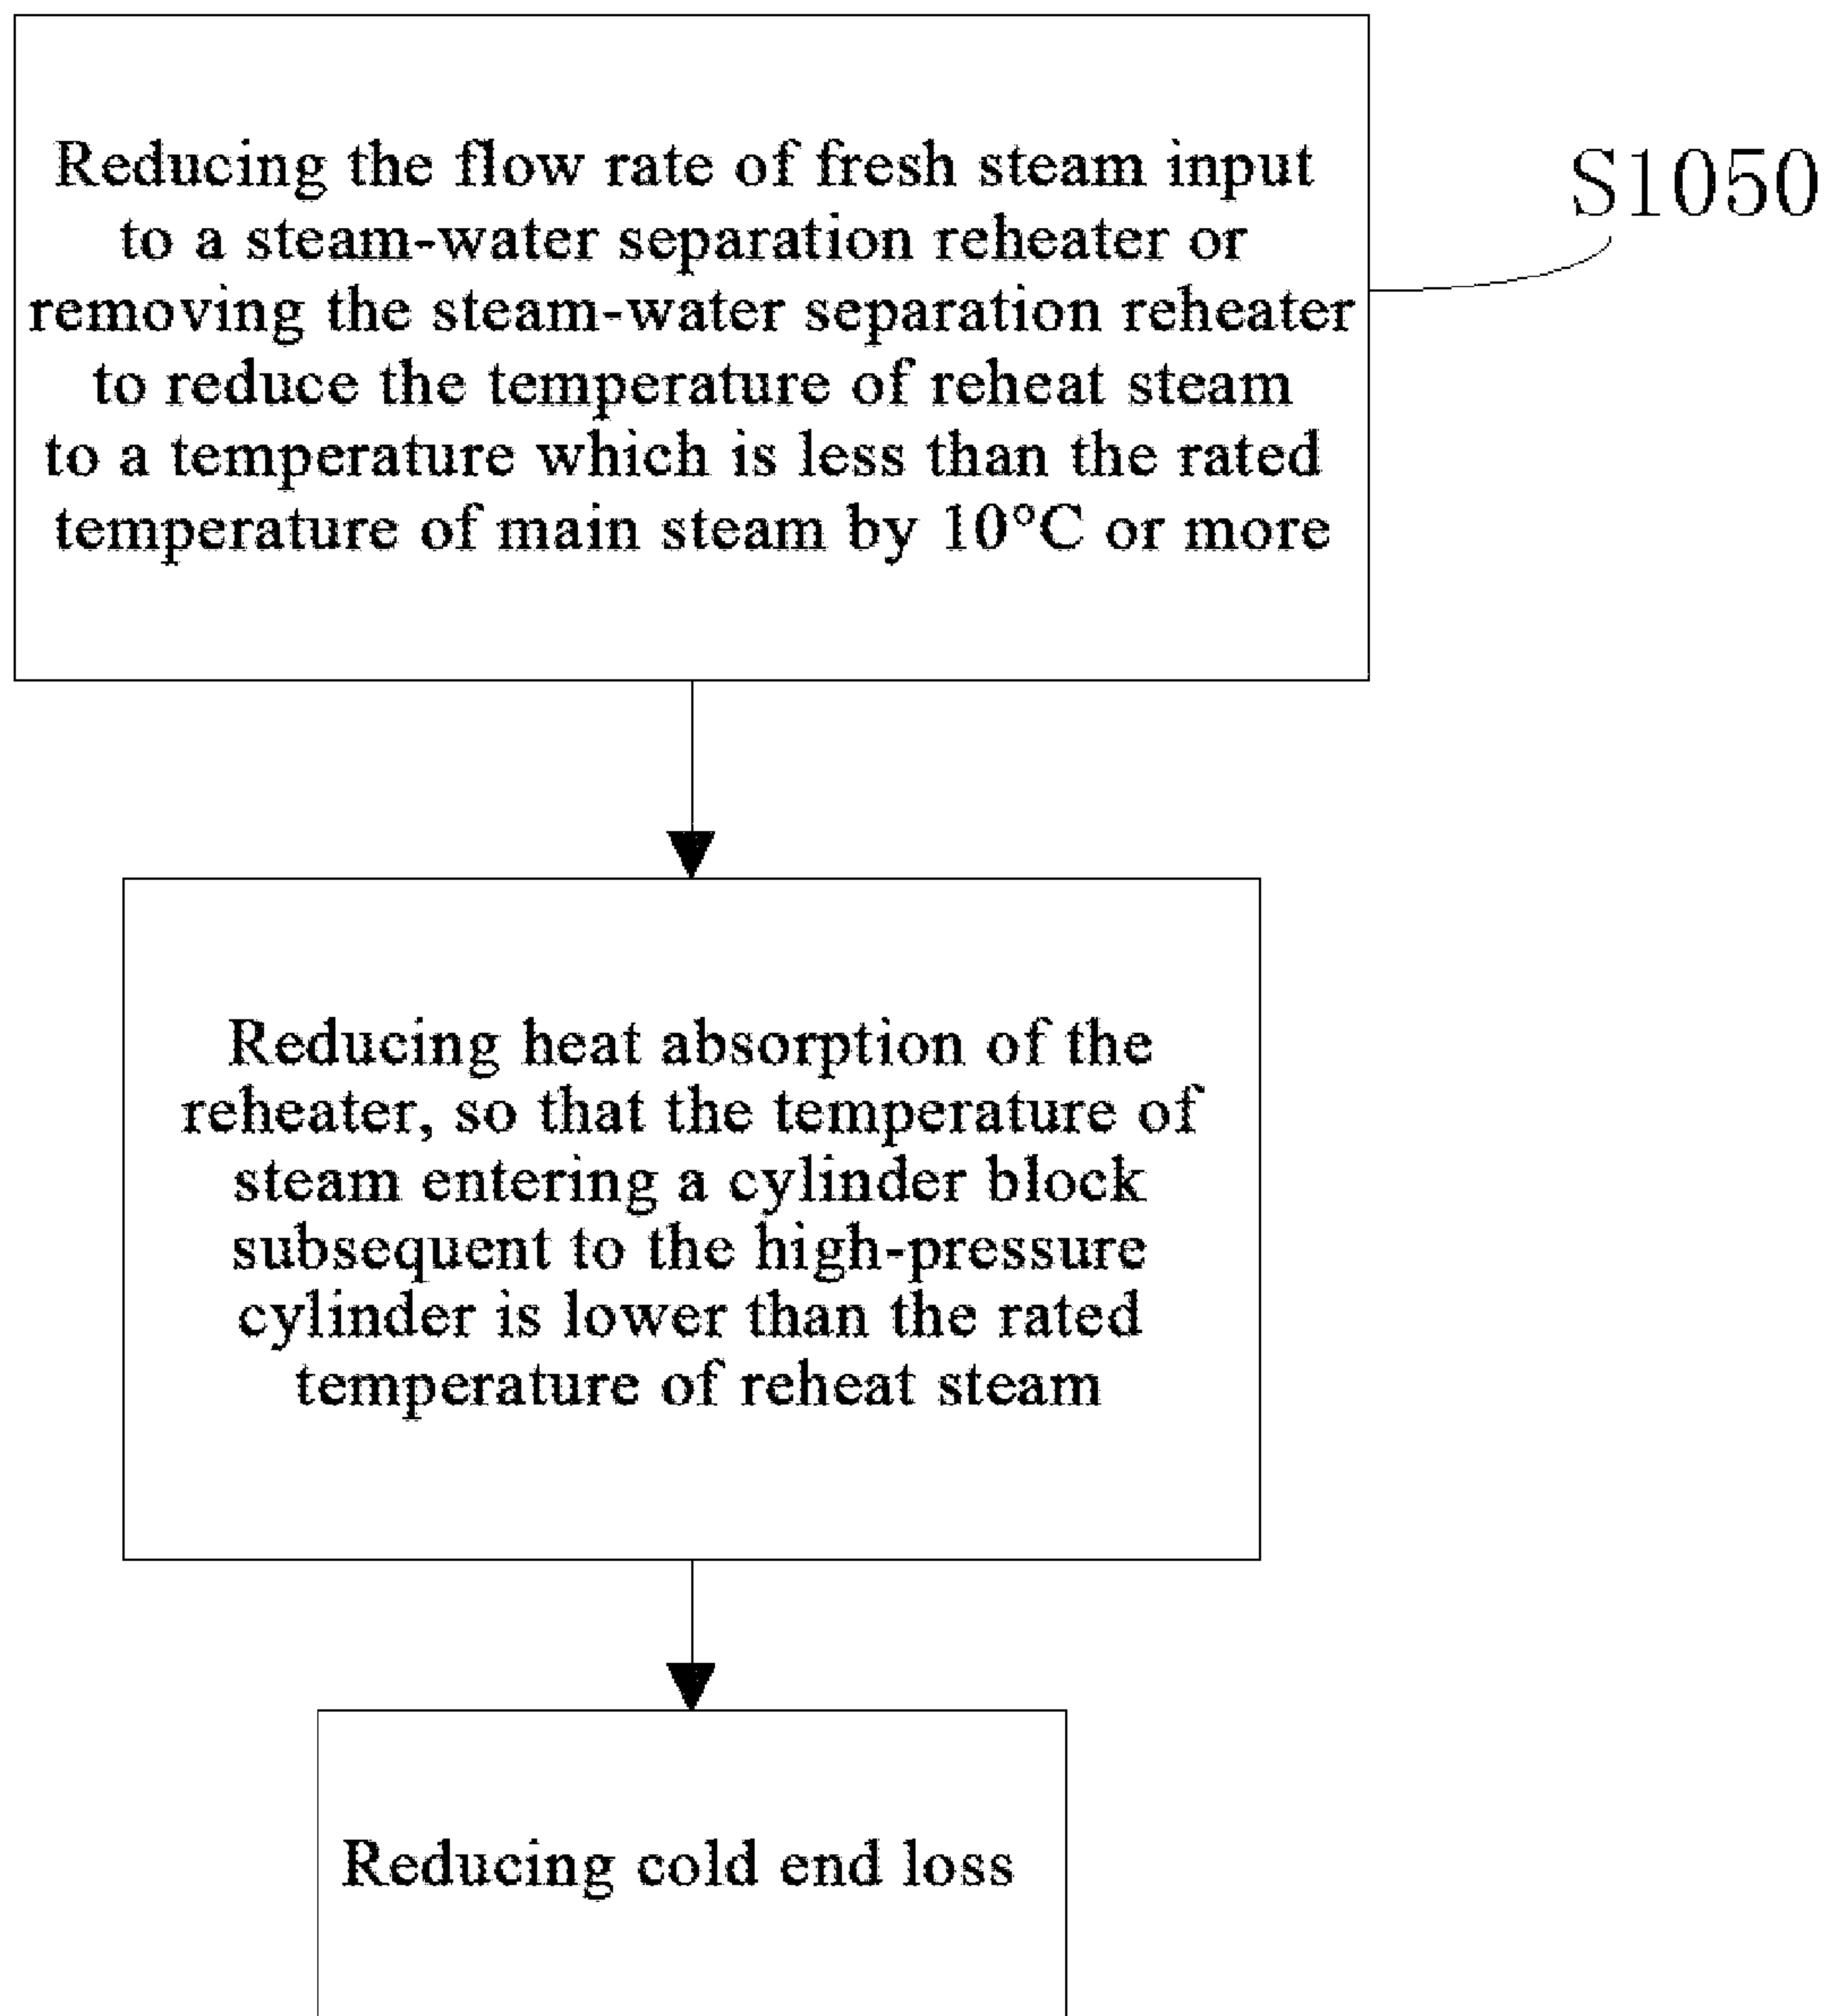 Reducing the flow rate of fresh steam input
to a steam-water separation reheater or
removing the steam-water separation reheater
to reduce the temperature of reheat steam
to a temperature which is less than the rated
temperature of main steam by 10°C or more
S1050
Reducing heat absorption of the
reheater, so that the temperature of
steam entering a cylinder block
subsequent to the high-pressure
cylinder is lower than the rated
temperature of reheat steam
Reducing cold end loss